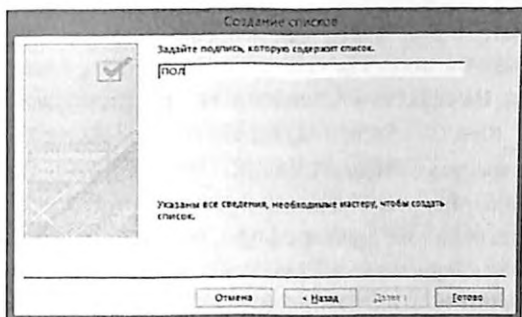 Создание списков
Задайте подпись, которую содержит список.
ПОЛ
Указаны все сведения, необходимые мастеру, чтобы создать
список.
Отмена
< Назад
Далее >
Готово